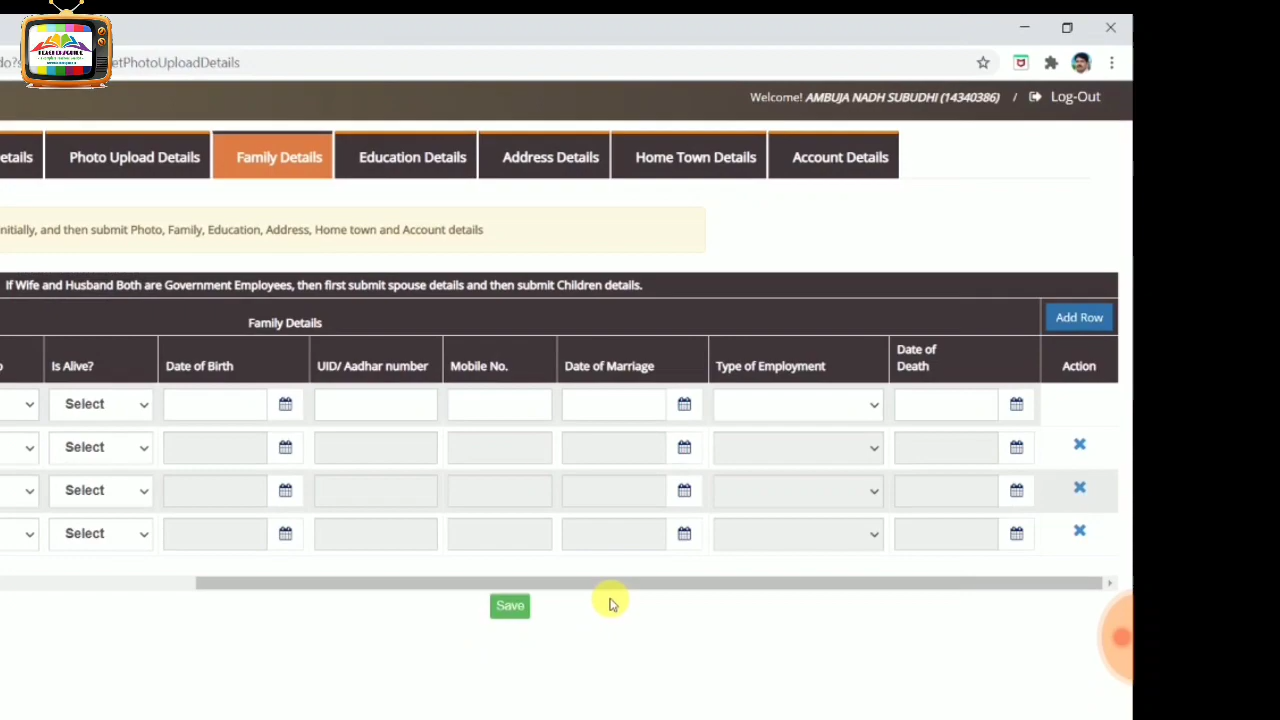 TEACHERS GUIDE
do?
etPhotoUploadDetails
Welcome! AMBUJA NADH SUBUDHI (14340386) / Log-Out
etails
Photo Upload Details
Family Details
Education Details
Address Details
Home Town Details
Account Details
nitially, and then submit Photo, Family, Education, Address, Home town and Account details
If Wife and Husband Both are Government Employees, then first submit spouse details and then submit Children details.
Family Details
Add Row
Is Alive?
Date of Birth
UID/ Aadhar number
Mobile No.
Date of Marriage
Type of Employment
Date of
Death
Action
Select
Select
Select
Select
Save